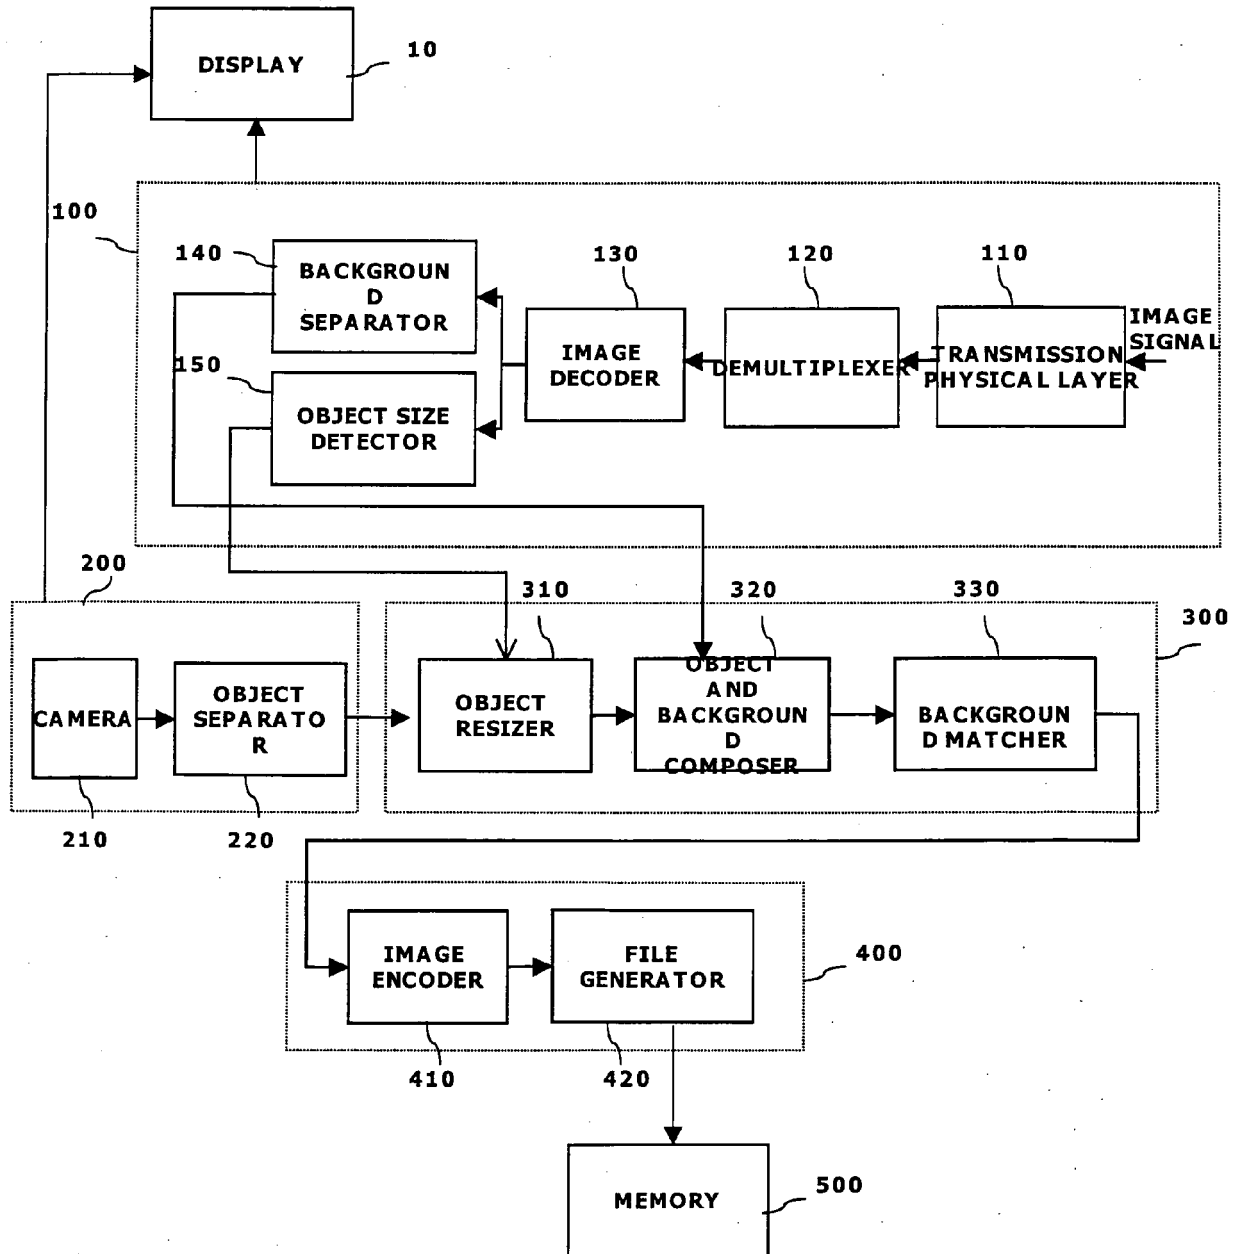 DISPLAY
10
100
140
BACKGROUN
D
SEPARATOR
130
120
110
IMAGE
SIGNAL
IMAGE
DECODER
DEMULTIPLEXER
TRANSMISSION
PHYSICAL LAYER
150
OBJECT SIZE
DETECTOR
200
310
320
330
300
CAMERA
OBJECT
SEPARATO
R
OBJECT
RESIZER
OBJECT
AND
BACKGROUN
D
COMPOSER
BACKGROUN
D MATCHER
210
220
IMAGE
ENCODER
FILE
GENERATOR
400
410
420
MEMORY
500